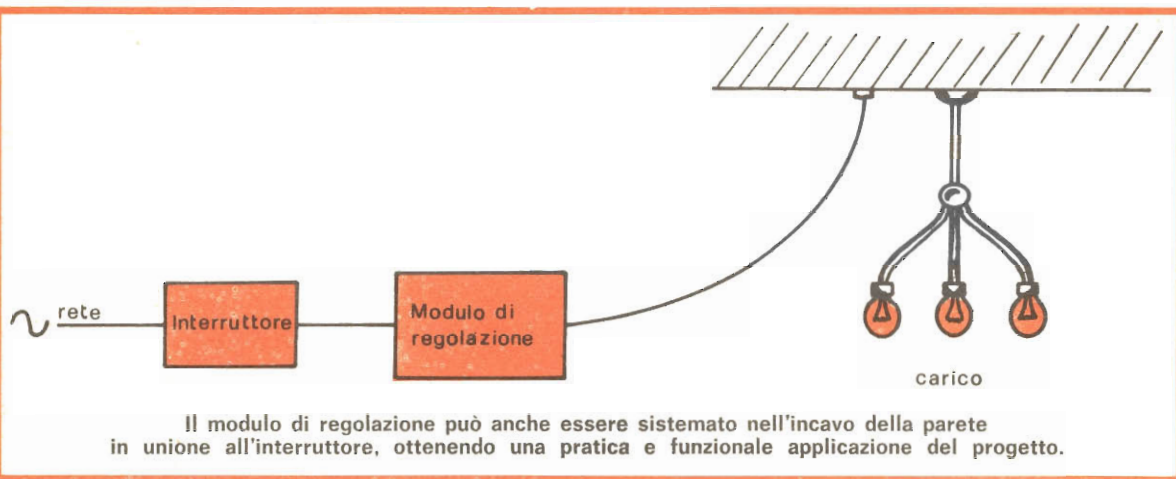 rete
Interruttore
Modulo di
regolazione
carico
Il modulo di regolazione può anche essere sistemato nell'incavo della parete
in unione all'interruttore, ottenendo una pratica e funzionale applicazione del progetto.